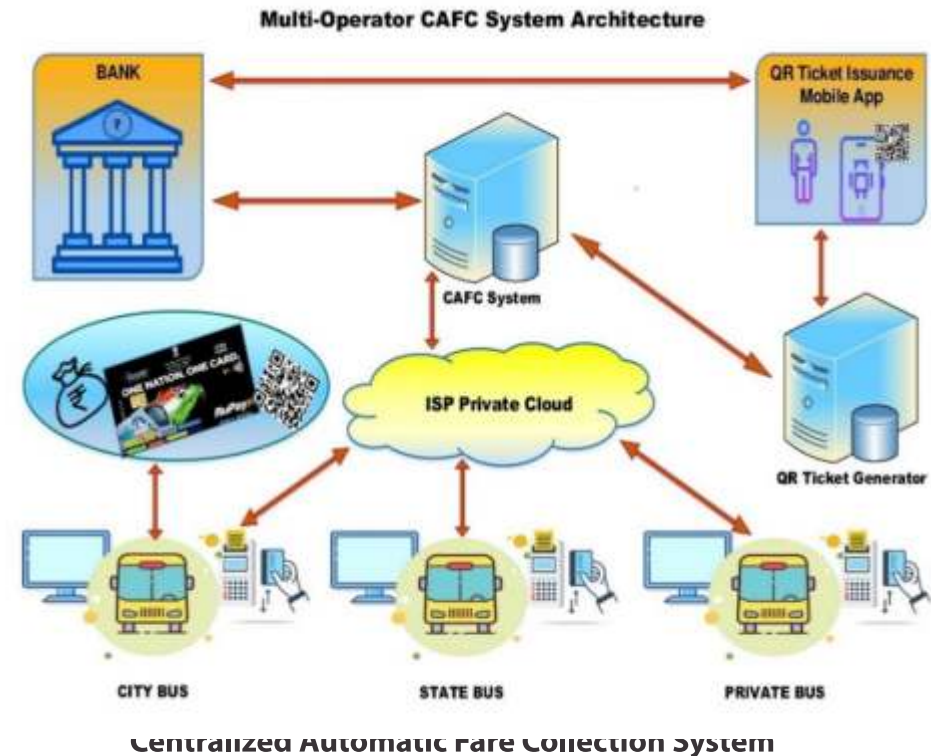 Multi-Operator CAFC System Architecture
BANK
QR Ticket Issuance
Mobile App
₹
CAFC System
ONE NATION. ONE CARD.
RuPay
₹
ISP Private Cloud
QR Ticket Generator
CITY BUS
STATE BUS
PRIVATE BUS
Centralized Automatic Fare Collection System